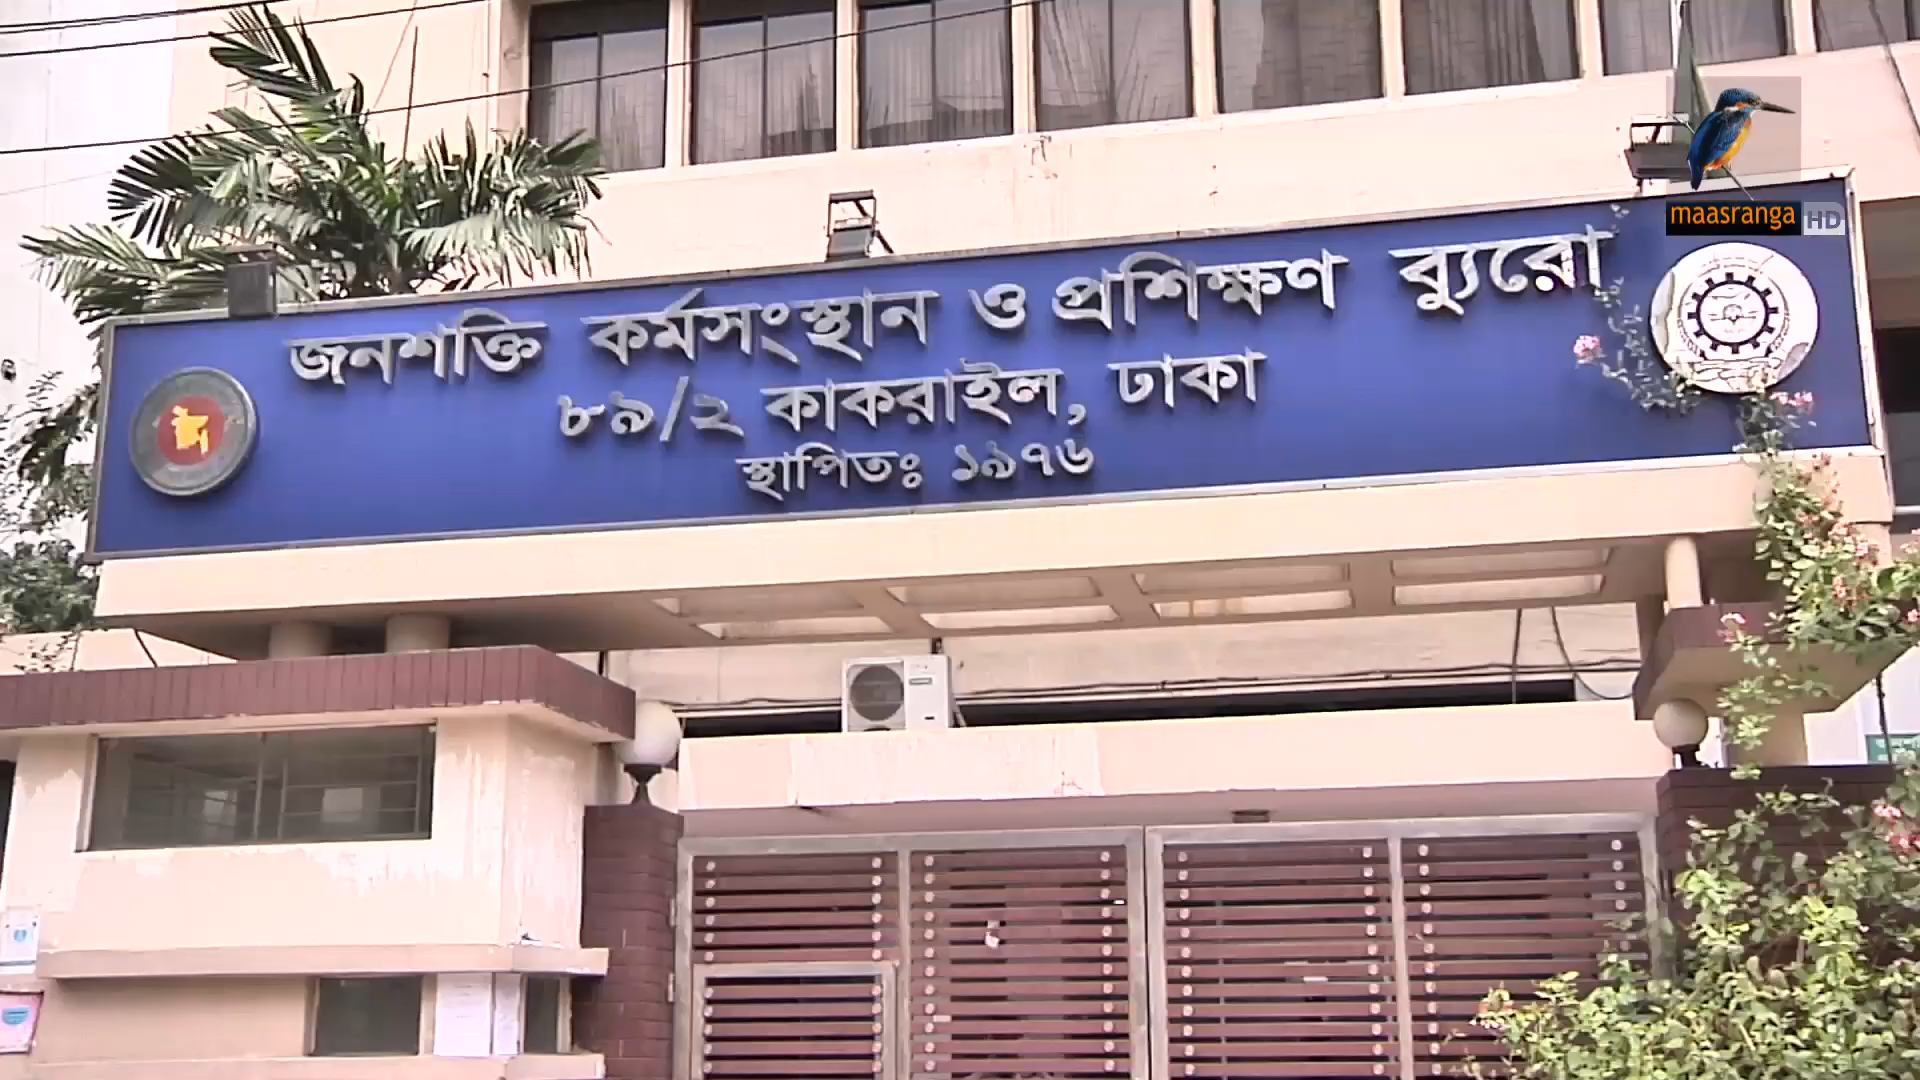 জনশক্তি কর্মসংস্থান ও প্রশিক্ষণ ব্যুরো
৮৯/২ কাকরাইল, ঢাকা
স্থাপিতঃ ১৯৭৬
maasranga HD